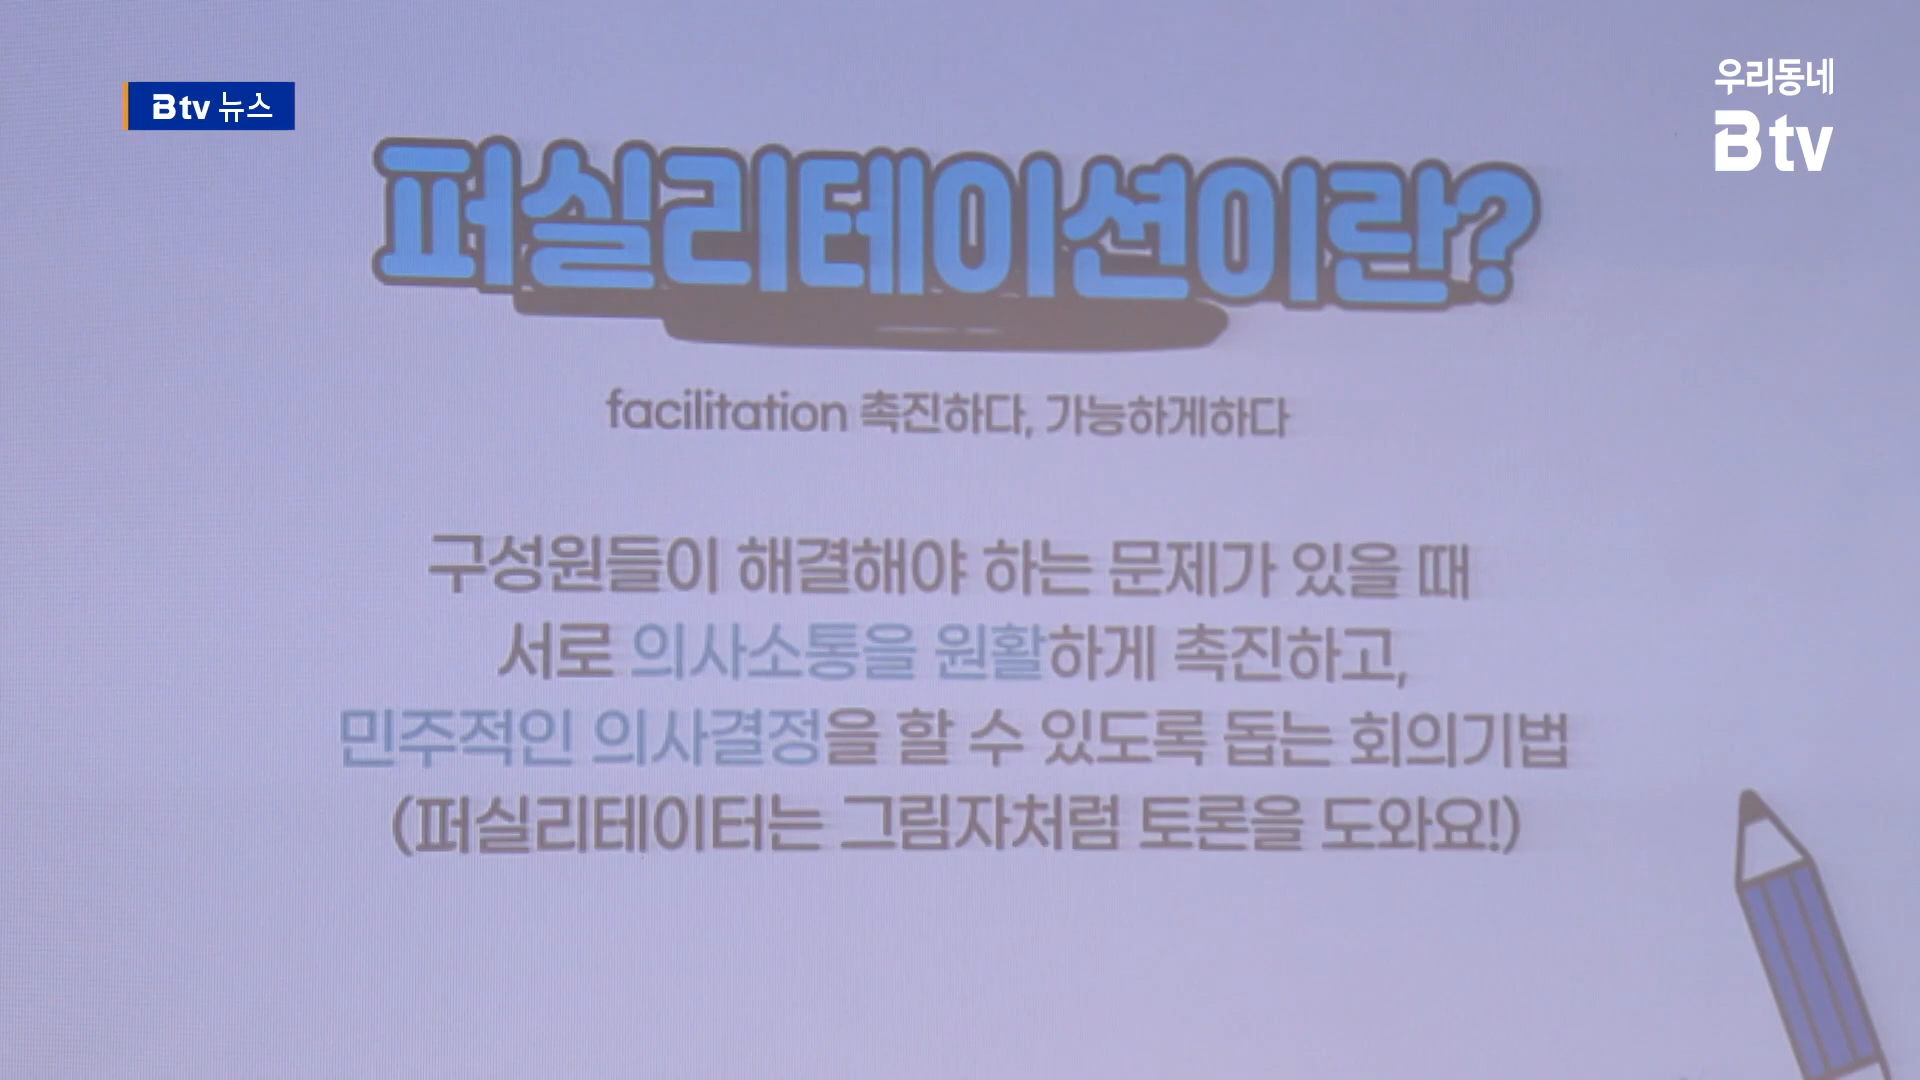 Btv 뉴스
우리동네
Btv
퍼실리테이션이란?
facilitation 촉진하다, 가능하게하다
구성원들이 해결해야 하는 문제가 있을 때
서로 의사소통을 원활하게 촉진하고,
민주적인 의사결정을 할 수 있도록 돕는 회의기법
(퍼실리테이터는 그림자처럼 토론을 도와요!)